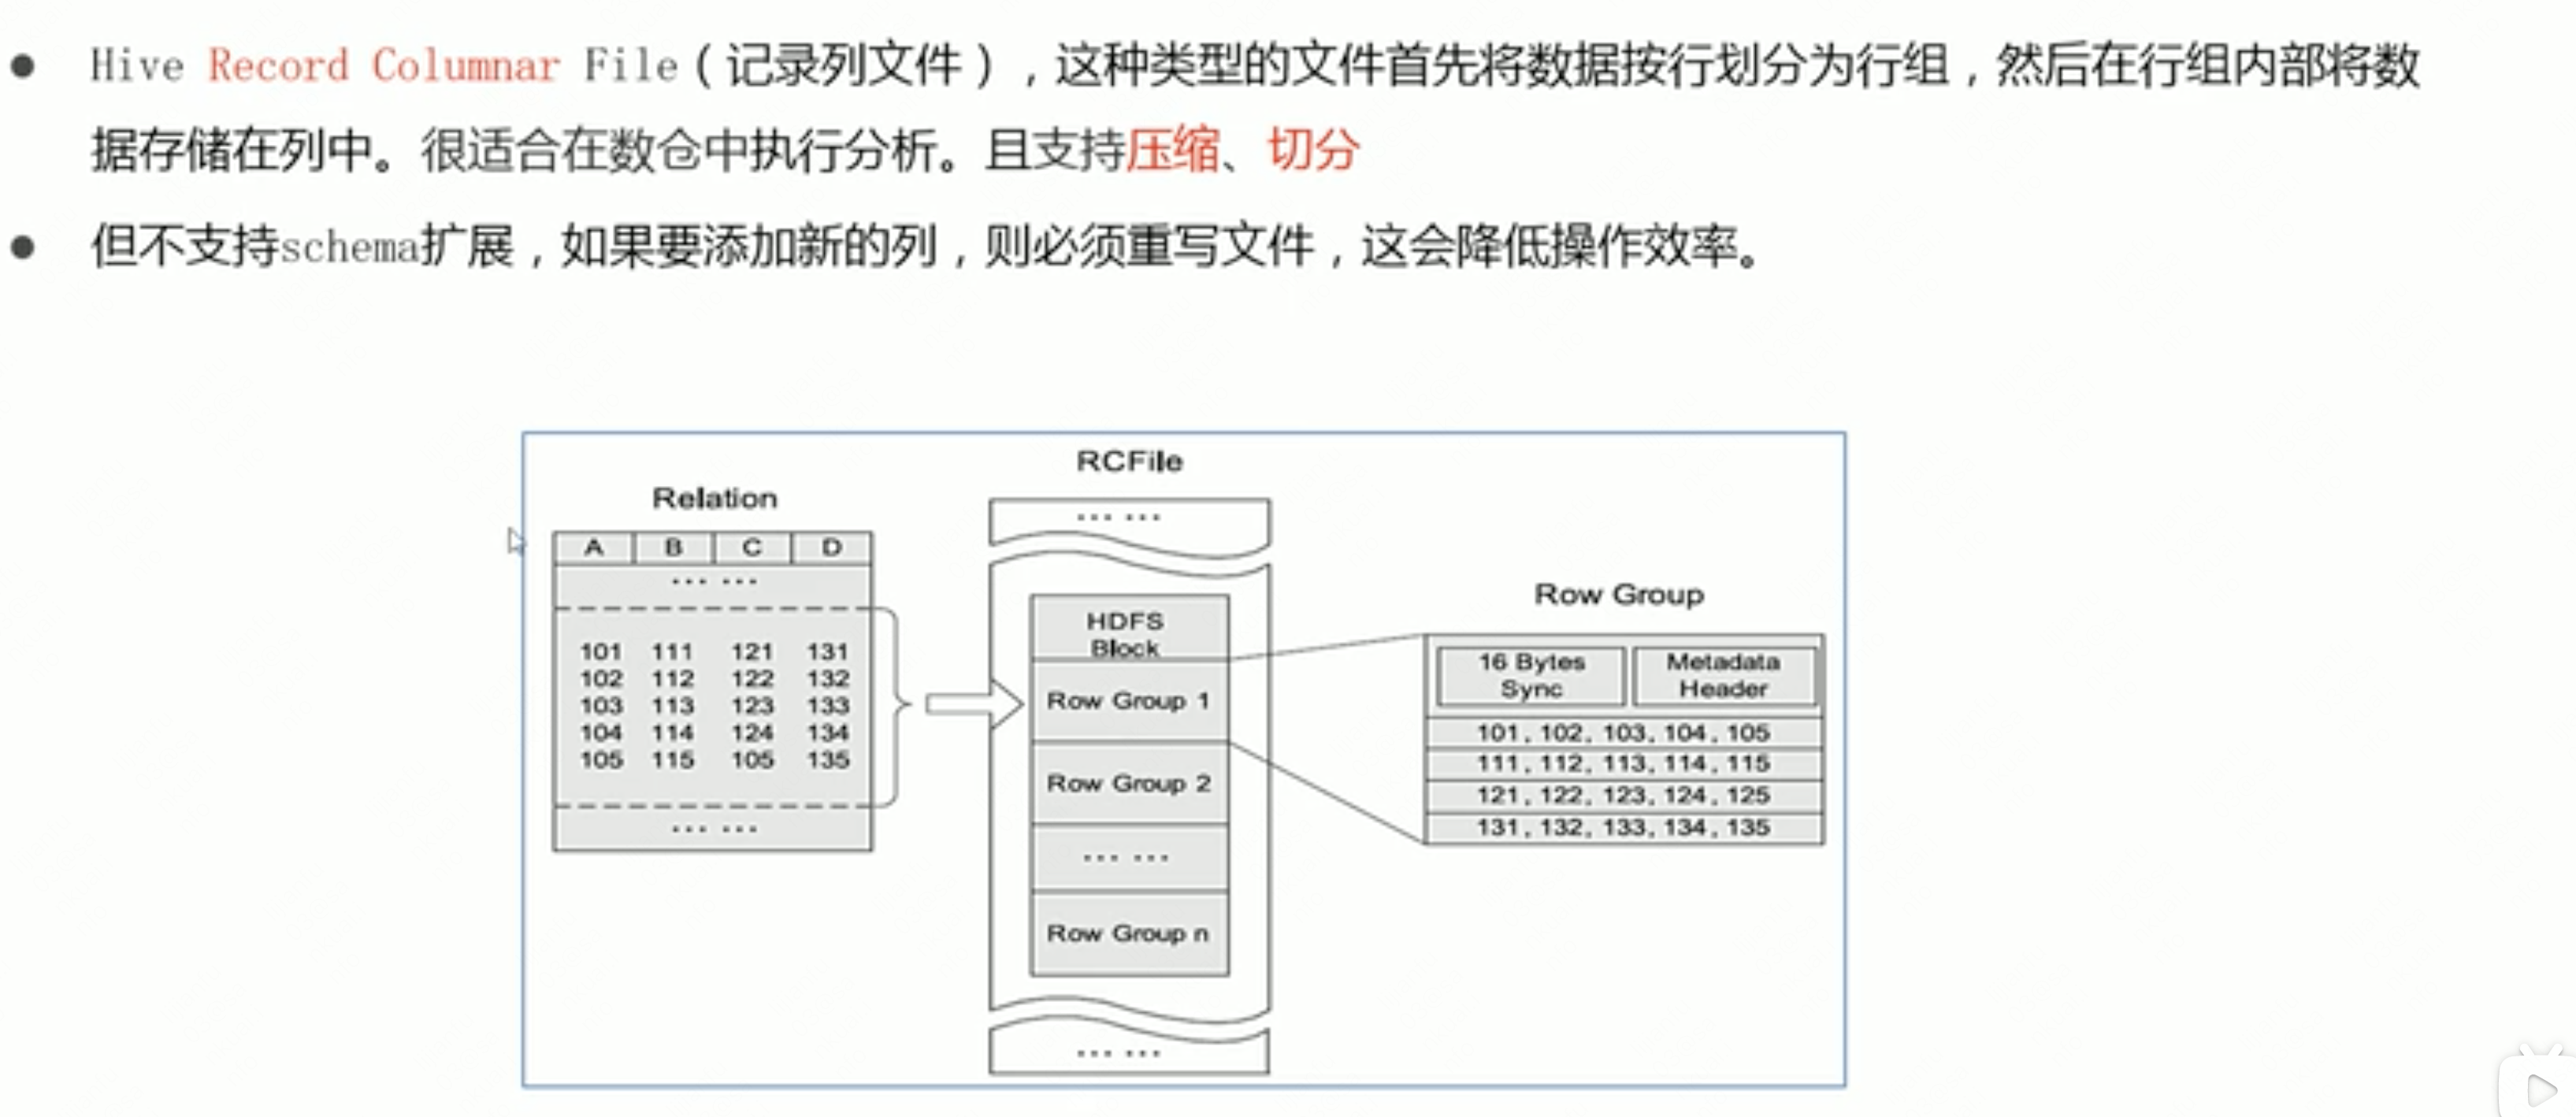 ● Hive Record Columnar File（记录列文件），这种类型的文件首先将数据按行划分为行组，然后在行组内部将数
据存储在列中。很适合在数仓中执行分析。且支持压缩、切分
● 但不支持schema扩展，如果要添加新的列，则必须重写文件，这会降低操作效率。
Relation
A B C D
... ...
101 111 121 131
102 112 122 132
103 113 123 133
104 114 124 134
105 115 105 135
... ...
RCFile
... ...
HDFS
Block
Row Group 1
Row Group 2
... ...
Row Group n
... ...
Row Group
16 Bytes
Sync
Metadata
Header
101, 102, 103, 104, 105
111, 112, 113, 114, 115
121, 122, 123, 124, 125
131, 132, 133, 134, 135